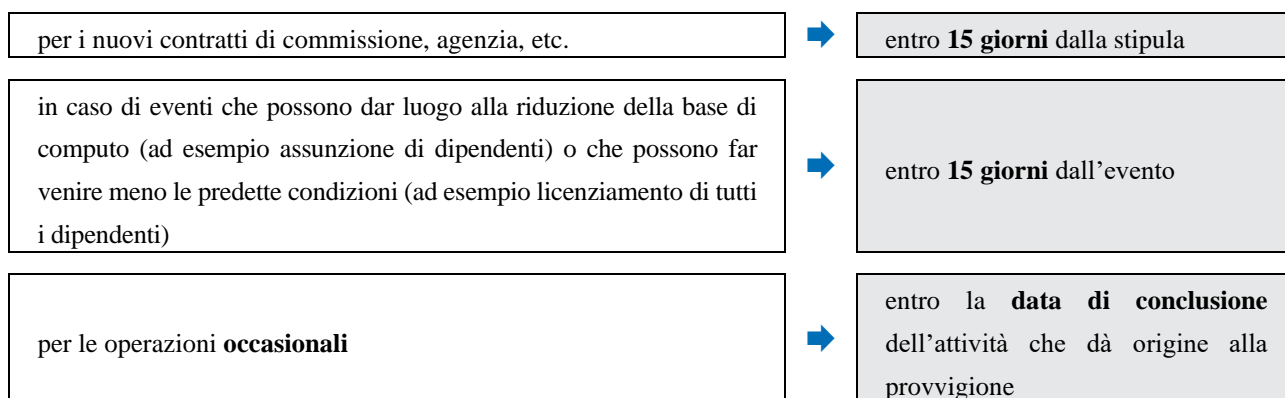 per i nuovi contratti di commissione, agenzia, etc.
entro 15 giorni dalla stipula
in caso di eventi che possono dar luogo alla riduzione della base di
computo (ad esempio assunzione di dipendenti) o che possono far
venire meno le predette condizioni (ad esempio licenziamento di tutti
i dipendenti)
entro 15 giorni dall’evento
per le operazioni occasionali
entro la data di conclusione
dell’attività che dà origine alla
provvigione